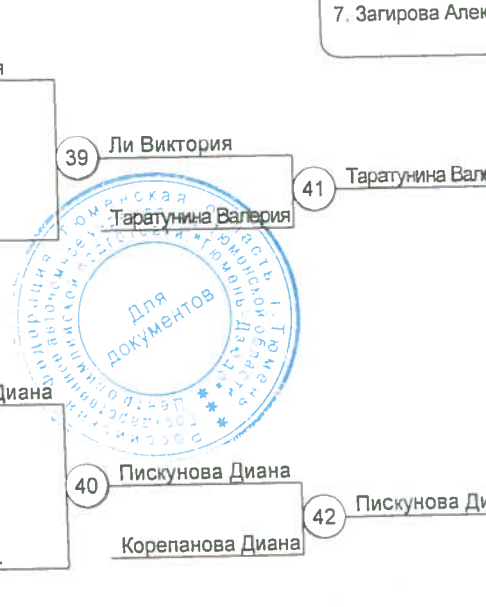 7. Загирова Алек
я
39
Ли Виктория
41
Таратунина Вале
Таратунина Валерия
Для
документов
Диана
40
Пискунова Диана
42
Пискунова Ди
Корепанова Диана